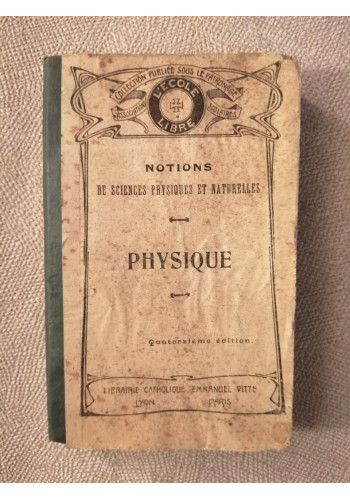 COLLECTION PUBLIÉE SOUS LE PATRONAGE
L'ÉCOLE
LIBRE
NOTIONS
DE SCIENCES PHYSIQUES ET NATURELLES
PHYSIQUE
Quatorzième édition.
LIBRAIRIE CATHOLIQUE EMMANUEL VITTE
LYON PARIS